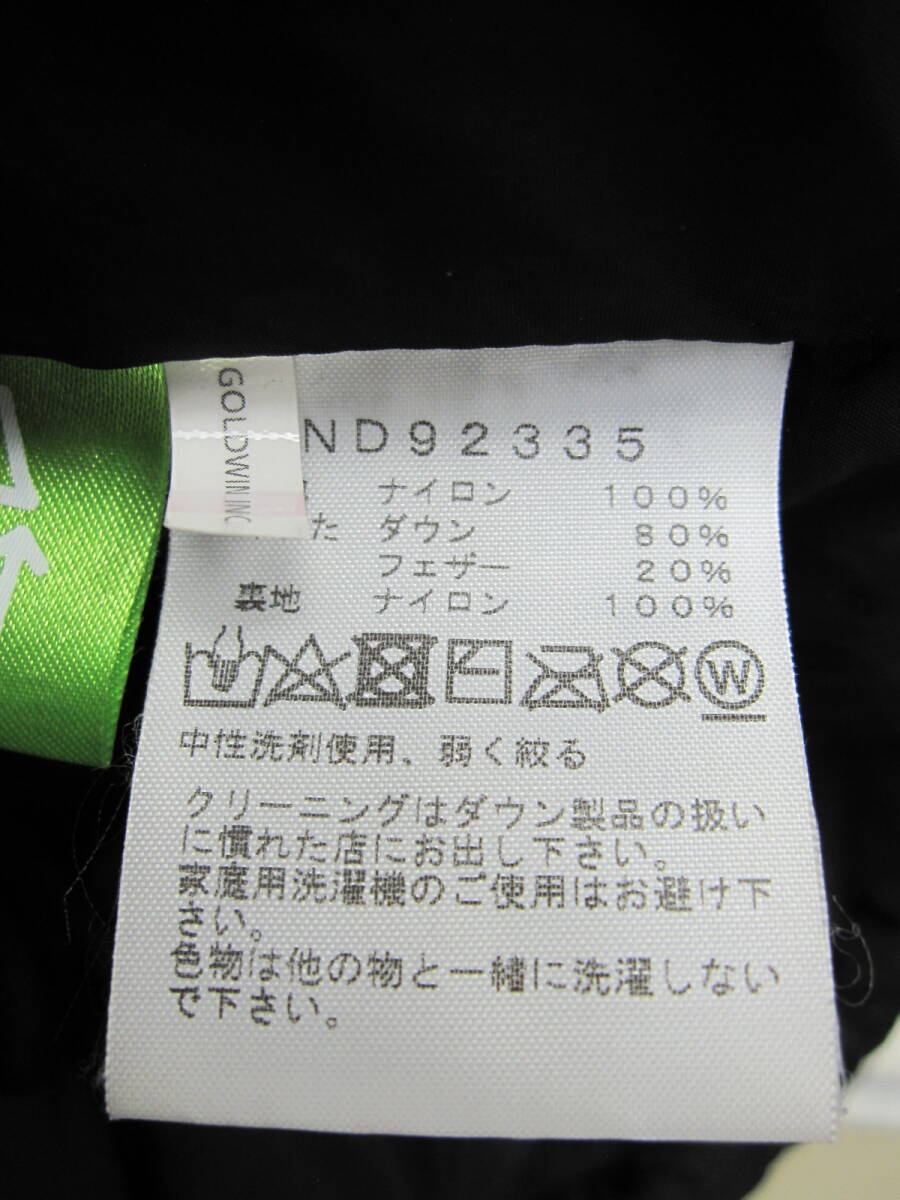 GOLDWIN INC
ND92335
ナイロン 100%
た ダウン 80%
フェザー 20%
裏地 ナイロン 100%
W
中性洗剤使用、弱く絞る
クリーニングはダウン製品の扱い
に慣れた店にお出し下さい。
家庭用洗濯機のご使用はお避け下
さい。
色物は他の物と一緒に洗濯しない
で下さい。